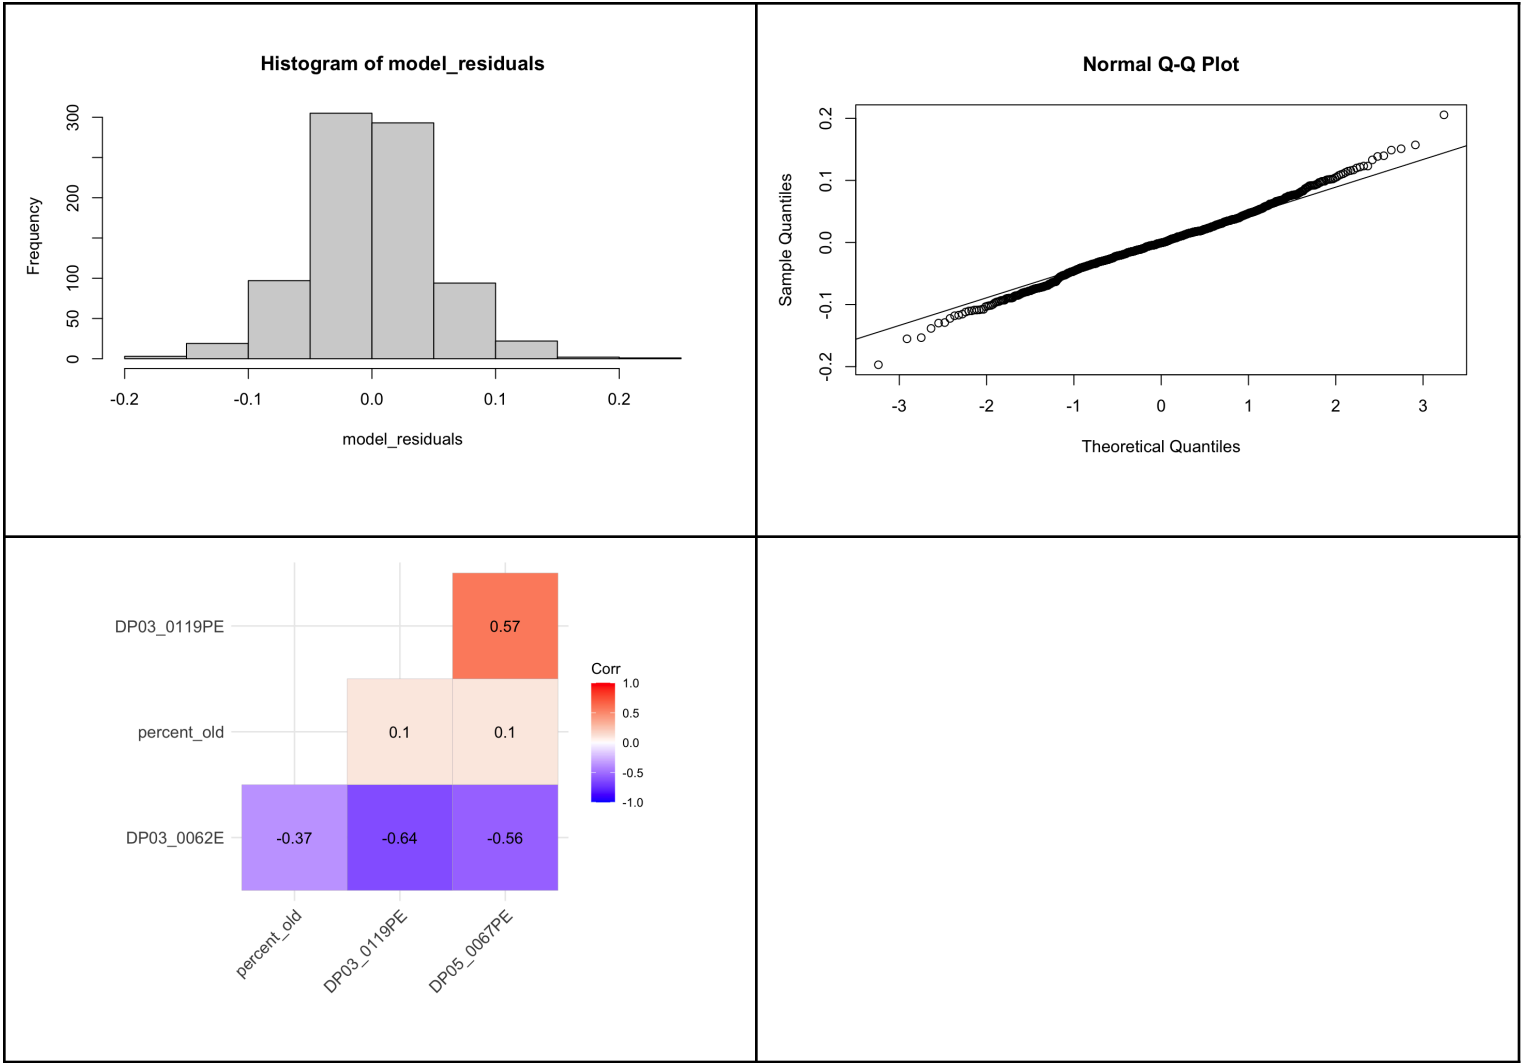 Histogram of model_residuals
Frequency
300
200
100
50
0
-0.2 -0.1 0.0 0.1 0.2
model_residuals
Normal Q-Q Plot
Sample Quantiles
0.2
0.1
0.0
-0.1
-0.2
-3 -2 -1 0 1 2 3
Theoretical Quantiles
DP03_0119PE 0.57
percent_old 0.1 0.1
DP03_0062E -0.37 -0.64 -0.56
percent_old DP03_0119PE DP05_0067PE
Corr
1.0
0.5
0.0
-0.5
-1.0